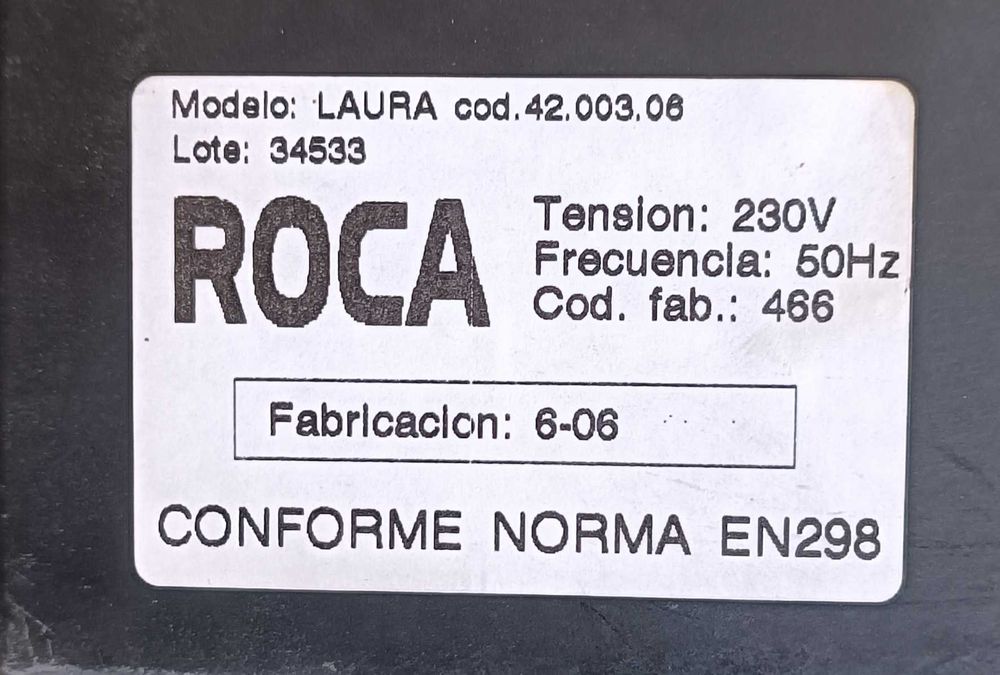 Modelo: LAURA cod.42.003.06
Lote: 34533
ROCA
Tension: 230V
Frecuencia: 50Hz
Cod. fab.: 466
Fabricacion: 6-06
CONFORME NORMA EN298